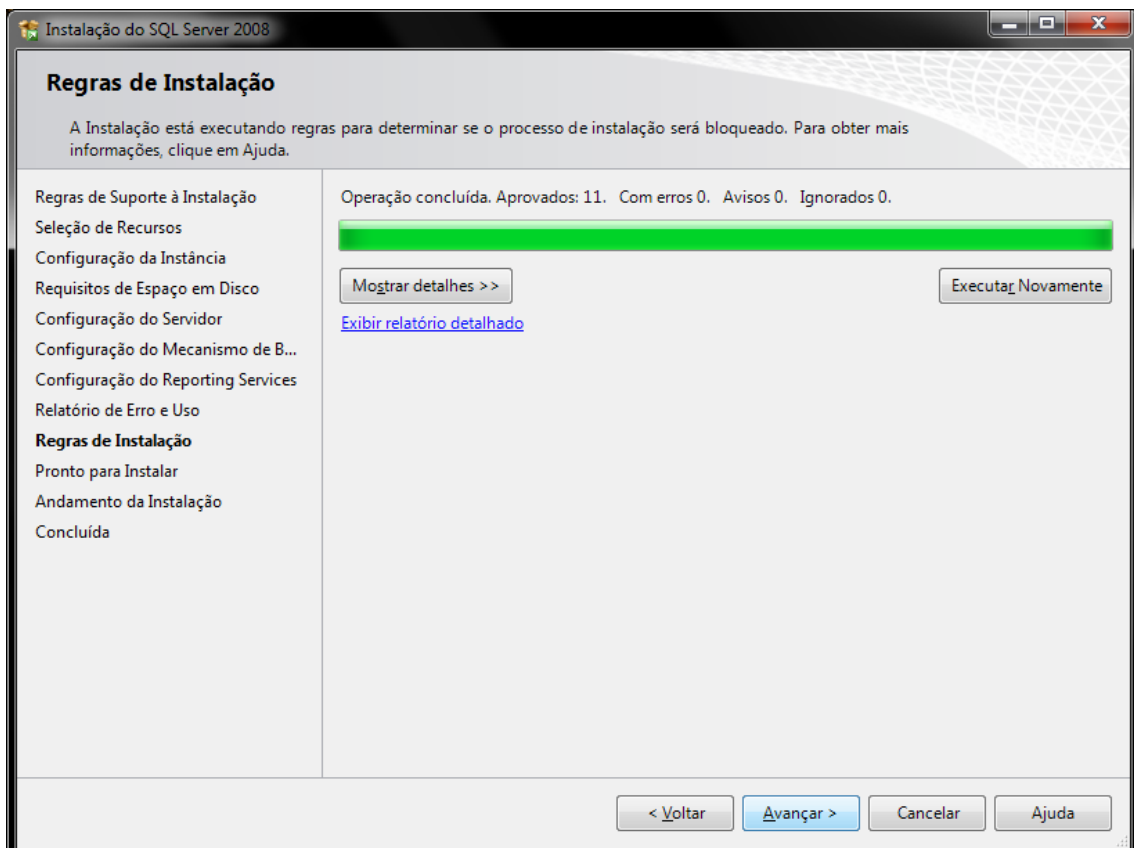 Instalação do SQL Server 2008
Regras de Instalação
A Instalação está executando regras para determinar se o processo de instalação será bloqueado. Para obter mais
informações, clique em Ajuda.
Regras de Suporte à Instalação
Seleção de Recursos
Configuração da Instância
Requisitos de Espaço em Disco
Configuração do Servidor
Configuração do Mecanismo de B...
Configuração do Reporting Services
Relatório de Erro e Uso
Regras de Instalação
Pronto para Instalar
Andamento da Instalação
Concluída
Operação concluída. Aprovados: 11. Com erros 0. Avisos 0. Ignorados 0.
Mostrar detalhes >>
Executar Novamente
Exibir relatório detalhado
< Voltar
Avançar >
Cancelar
Ajuda